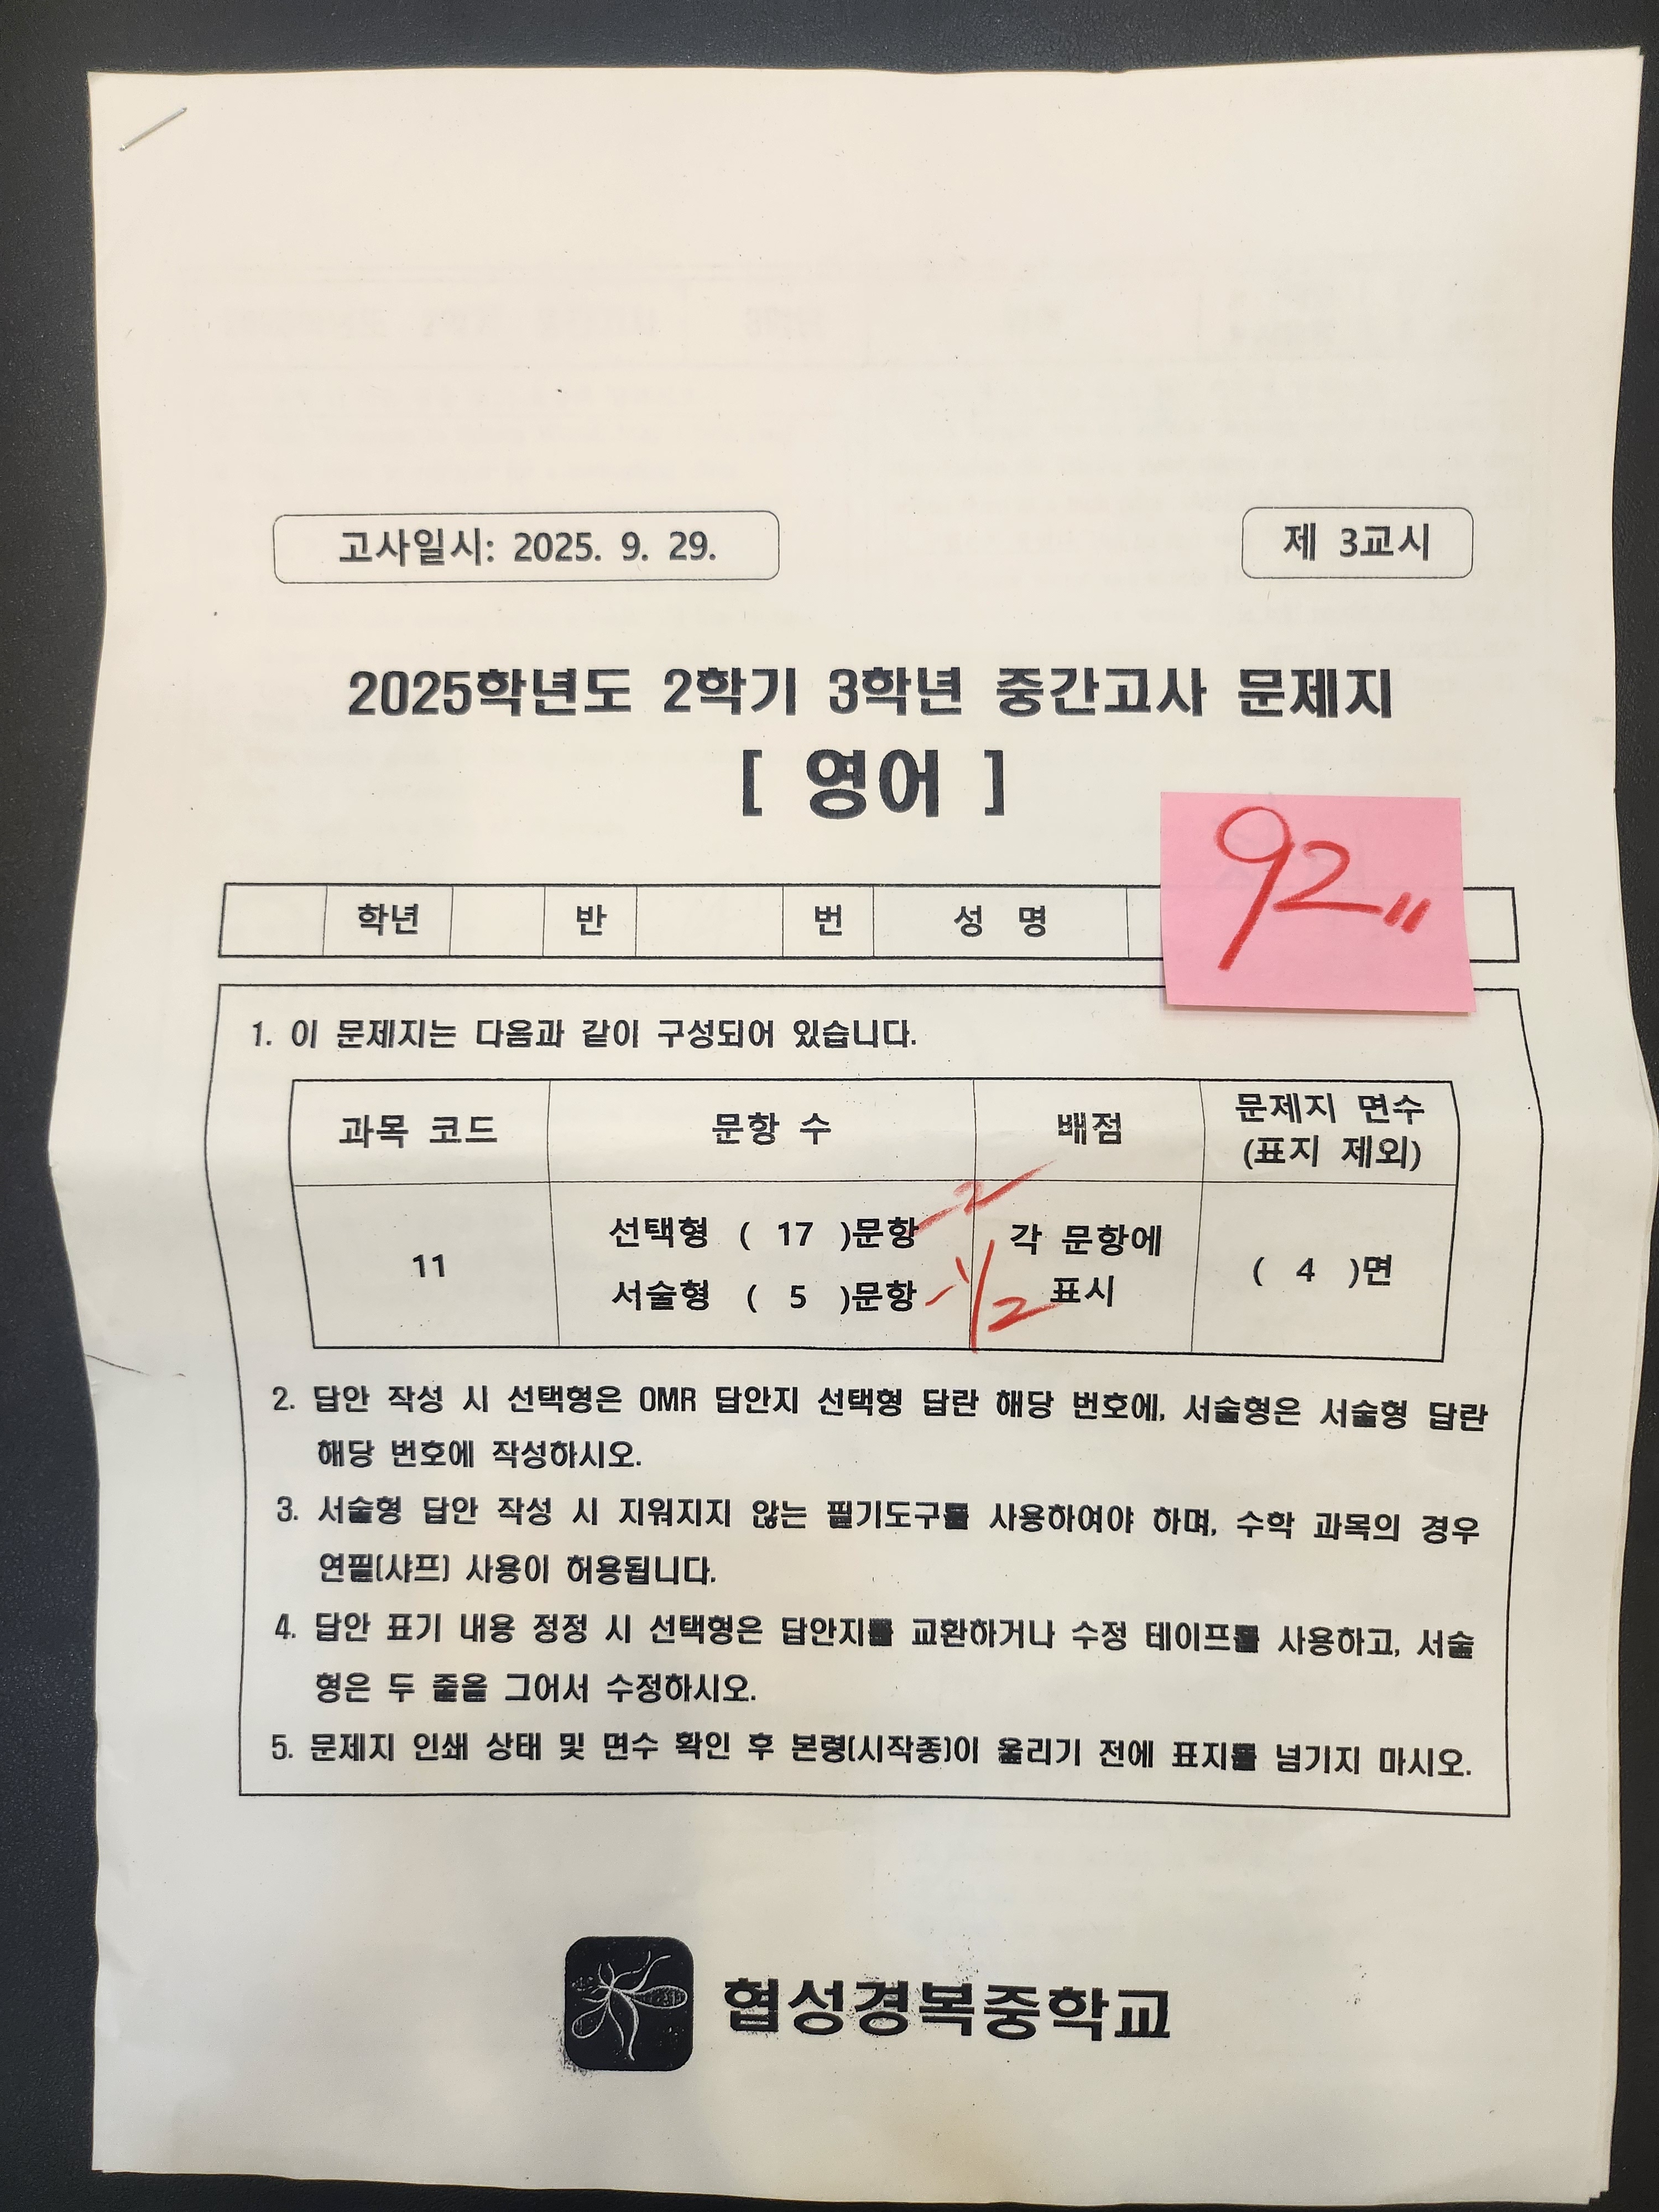 고사일시: 2025. 9. 29.
제 3교시
2025학년도 2학기 3학년 중간고사 문제지
[ 영어 ]
92"
학년 반 번 성 명
1. 이 문제지는 다음과 같이 구성되어 있습니다.
과목 코드 문항 수 배점 문제지 면수
(표지 제외)
11 선택형 ( 17 )문항 -2 각 문항에 표시 ( 4 )면
서술형 ( 5 )문항 -1/2
2. 답안 작성 시 선택형은 OMR 답안지 선택형 답란 해당 번호에, 서술형은 서술형 답란
해당 번호에 작성하시오.
3. 서술형 답안 작성 시 지워지지 않는 필기도구를 사용하여야 하며, 수학 과목의 경우
연필(샤프) 사용이 허용됩니다.
4. 답안 표기 내용 정정 시 선택형은 답안지를 교환하거나 수정 테이프를 사용하고, 서술
형은 두 줄을 그어서 수정하시오.
5. 문제지 인쇄 상태 및 면수 확인 후 본령(시작종)이 울리기 전에 표지를 넘기지 마시오.
협성경복중학교